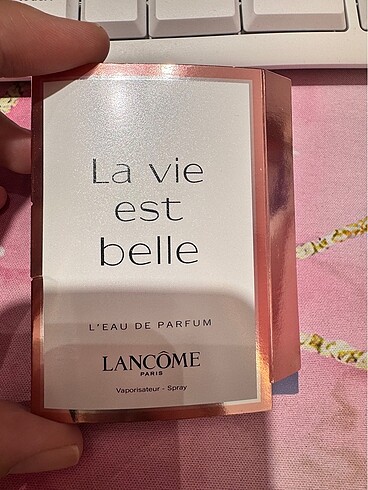 La vie
est
belle
L'EAU DE PARFUM
LANCÔME
PARIS
Vaporisateur - Spray